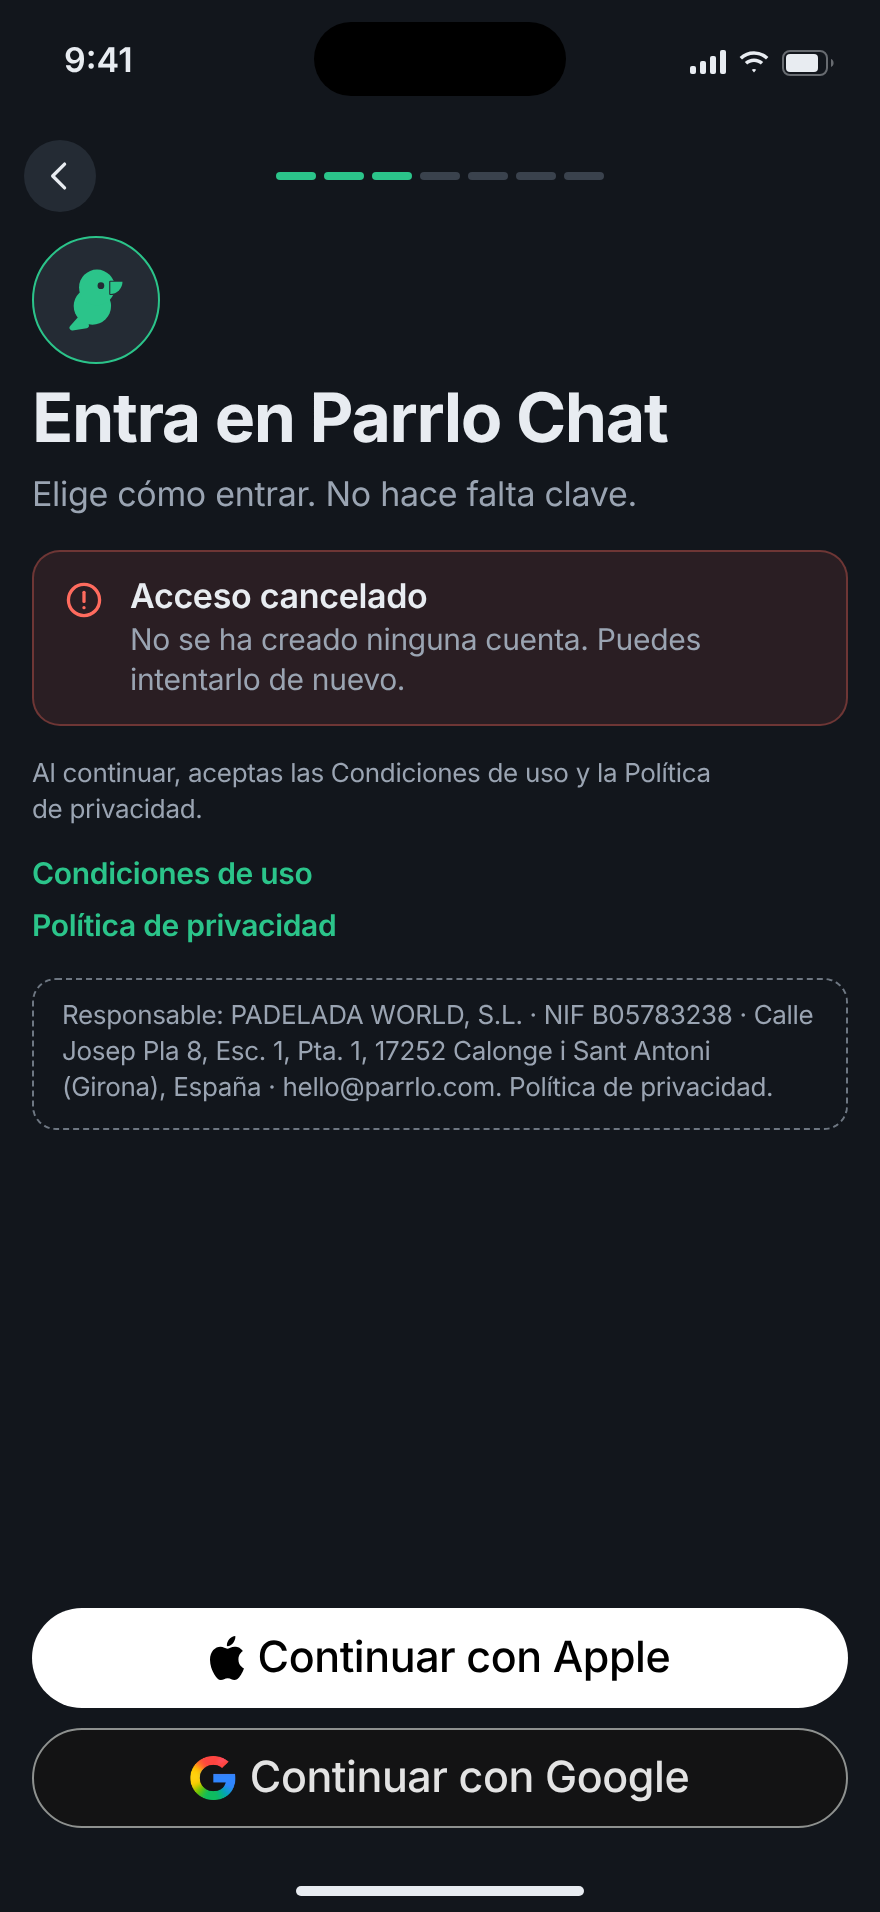 9:41
Entra en Parrlo Chat
Elige cómo entrar. No hace falta clave.
Acceso cancelado
No se ha creado ninguna cuenta. Puedes
intentarlo de nuevo.
Al continuar, aceptas las Condiciones de uso y la Política
de privacidad.
Condiciones de uso
Política de privacidad
Responsable: PADELADA WORLD, S.L. · NIF B05783238 · Calle
Josep Pla 8, Esc. 1, Pta. 1, 17252 Calonge i Sant Antoni
(Girona), España · hello@parrlo.com. Política de privacidad.
Continuar con Apple
Continuar con Google